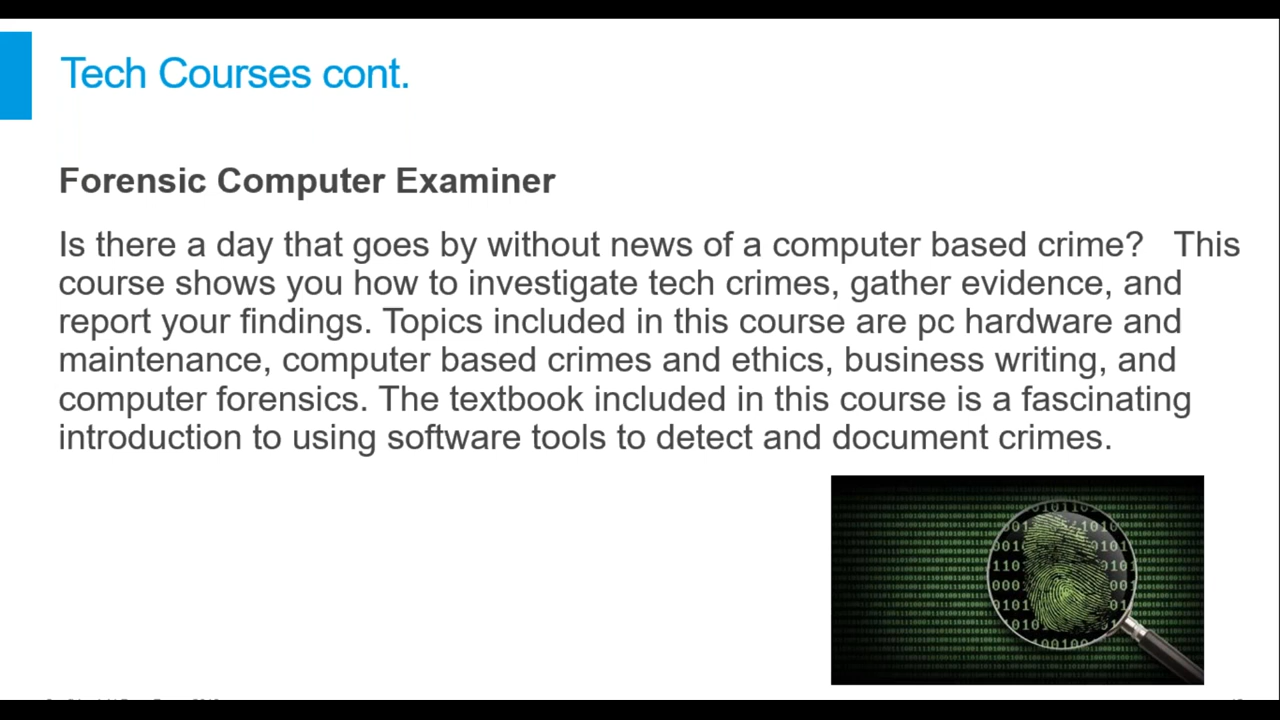 Tech Courses cont.
Forensic Computer Examiner
Is there a day that goes by without news of a computer based crime?   This
course shows you how to investigate tech crimes, gather evidence, and
report your findings. Topics included in this course are pc hardware and
maintenance, computer based crimes and ethics, business writing, and
computer forensics. The textbook included in this course is a fascinating
introduction to using software tools to detect and document crimes.